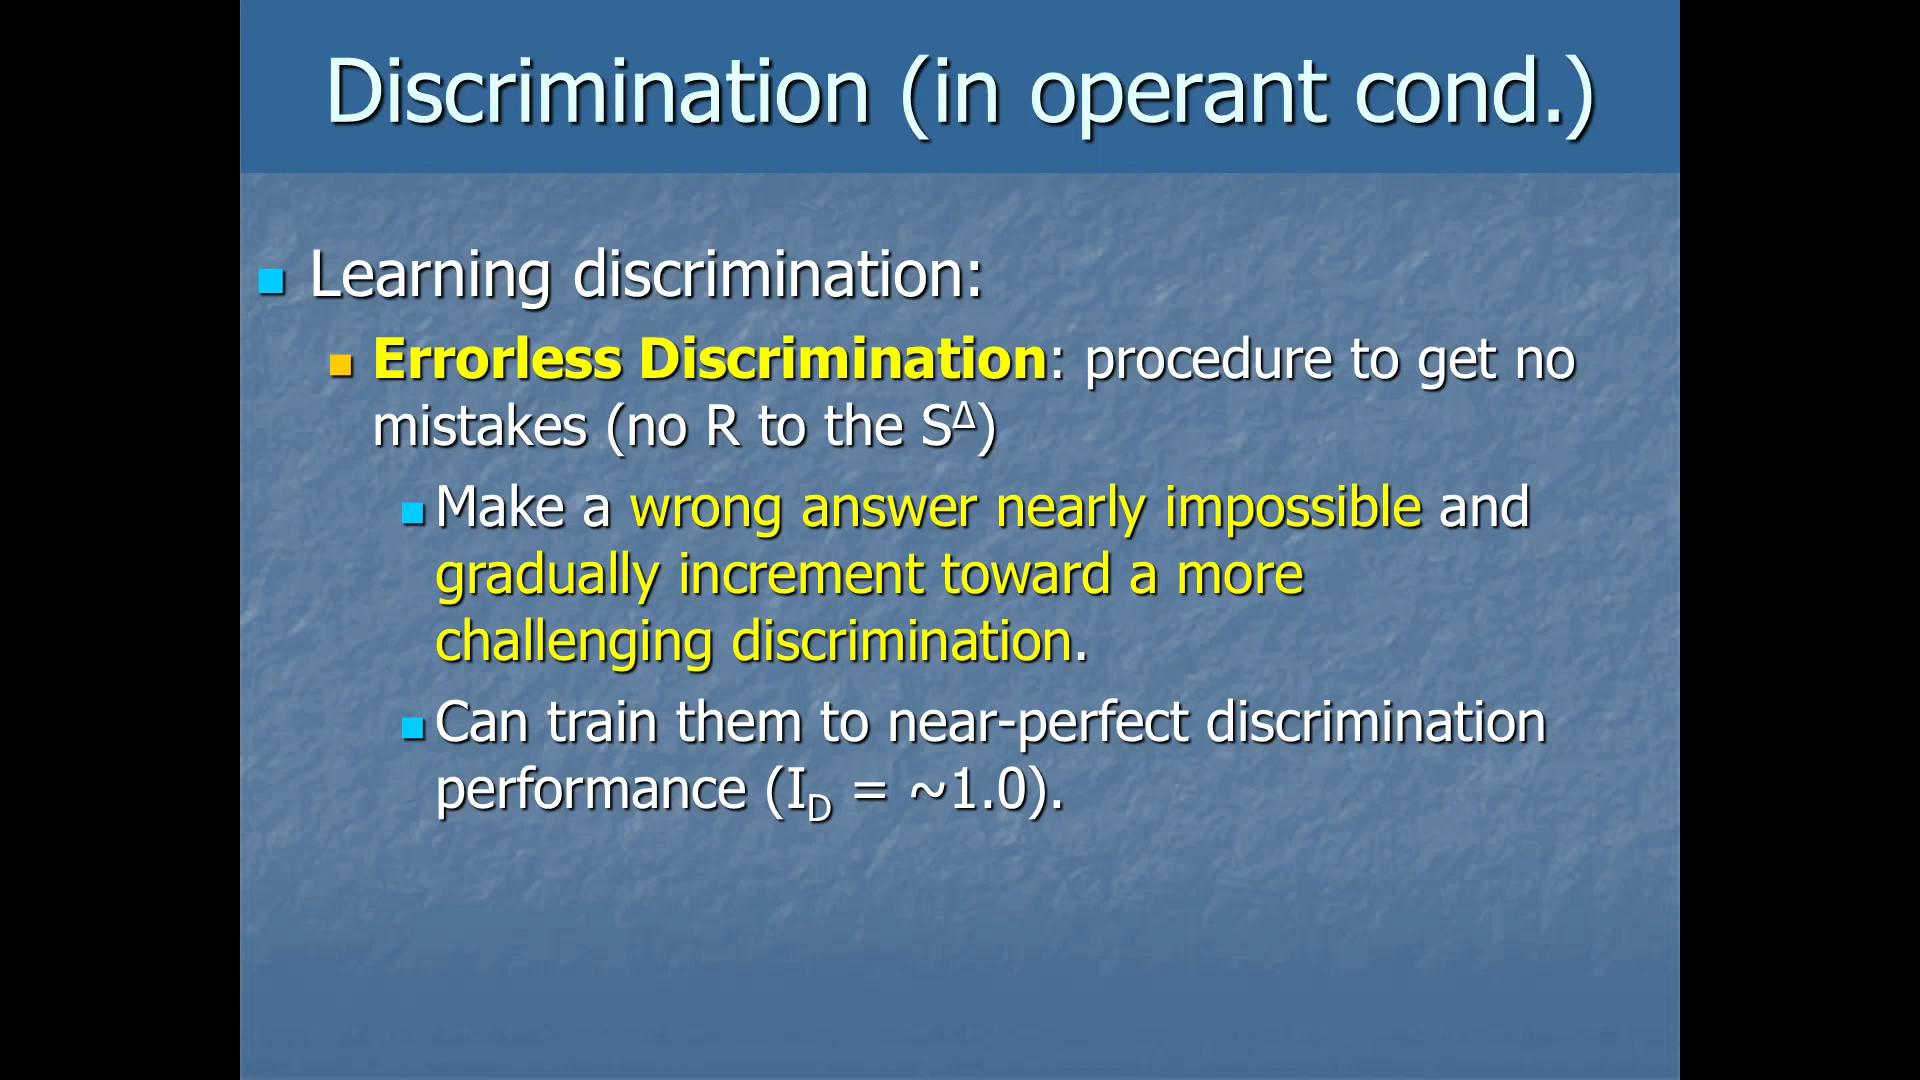 Discrimination (in operant cond.)
Learning discrimination:
Errorless Discrimination: procedure to get no
mistakes (no R to the S^Δ)
Make a wrong answer nearly impossible and
gradually increment toward a more
challenging discrimination.
Can train them to near-perfect discrimination
performance (I_D = ~1.0).